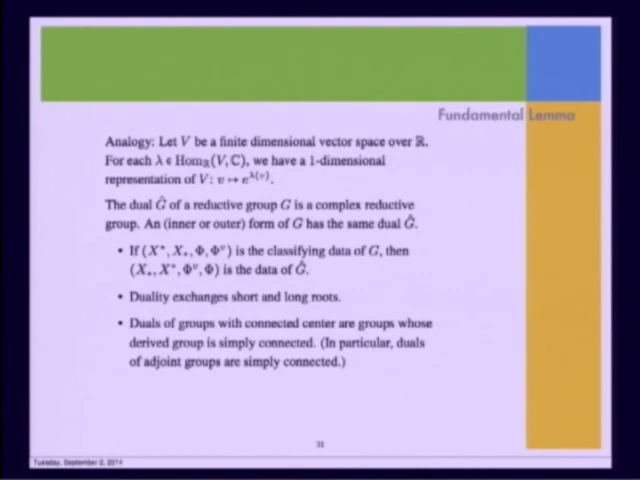 Fundamental Lemma
Analogy: Let V be a finite dimensional vector space over ℝ.
For each λ ∈ Hom_ℝ(V, ℂ), we have a 1-dimensional
representation of V: v ↦ e^{λ(v)}.
The dual Ĝ of a reductive group G is a complex reductive
group. An (inner or outer) form of G has the same dual Ĝ.
• If (X*, X_*, Φ, Φ^v) is the classifying data of G, then
(X_*, X*, Φ^v, Φ) is the data of Ĝ.
• Duality exchanges short and long roots.
• Duals of groups with connected center are groups whose
derived group is simply connected. (In particular, duals
of adjoint groups are simply connected.)
31
Tuesday, September 2, 2014